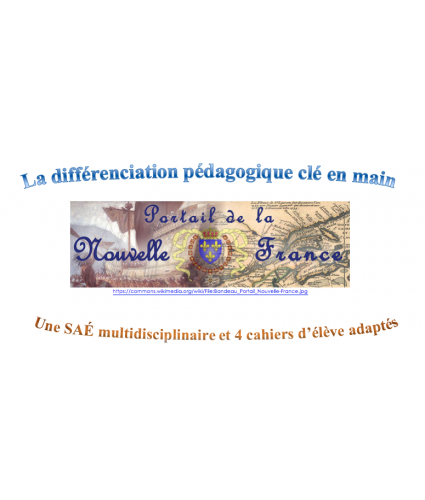 La différenciation pédagogique clé en main
Portail de la
Nouvelle France
https://commons.wikimedia.org/wiki/File:Bandeau_Portail_Nouvelle-France.jpg
Une SAÉ multidisciplinaire et 4 cahiers d'élève adaptés